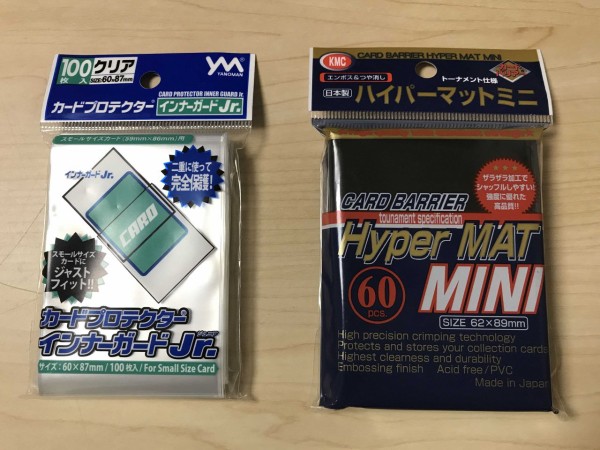 100枚入
クリア
SIZE:60×87mm
YM
YANOMAN
CARD PROTECTOR INNER GUARD Jr.
カードプロテクター インナーガードJr.
スモールサイズカード(59mm×86mm)用
インナーガードJr.
二重に使って
完全保護!
CARD
スモールサイズ
カードに
ジャスト
フィット!!
カードプロテクター
インナーガードJr.
サイズ:60×87mm/100枚入/For Small Size Card
KMC
CARD BARRIER HYPER MAT MINI
エンボス&つや消し
トーナメント仕様
日本製
ハイパーマットミニ
ザラザラ加工で
シャッフルしやすい!
強度に優れた
高品質!!
CARD BARRIER
tournament specification
Hyper MAT
60
pcs.
MINI
SIZE 62×89mm
High precision crimping technology
Protects and stores your collection cards
Highest clearness and durability
Embossing finish Acid free/PVC
Made in Japan